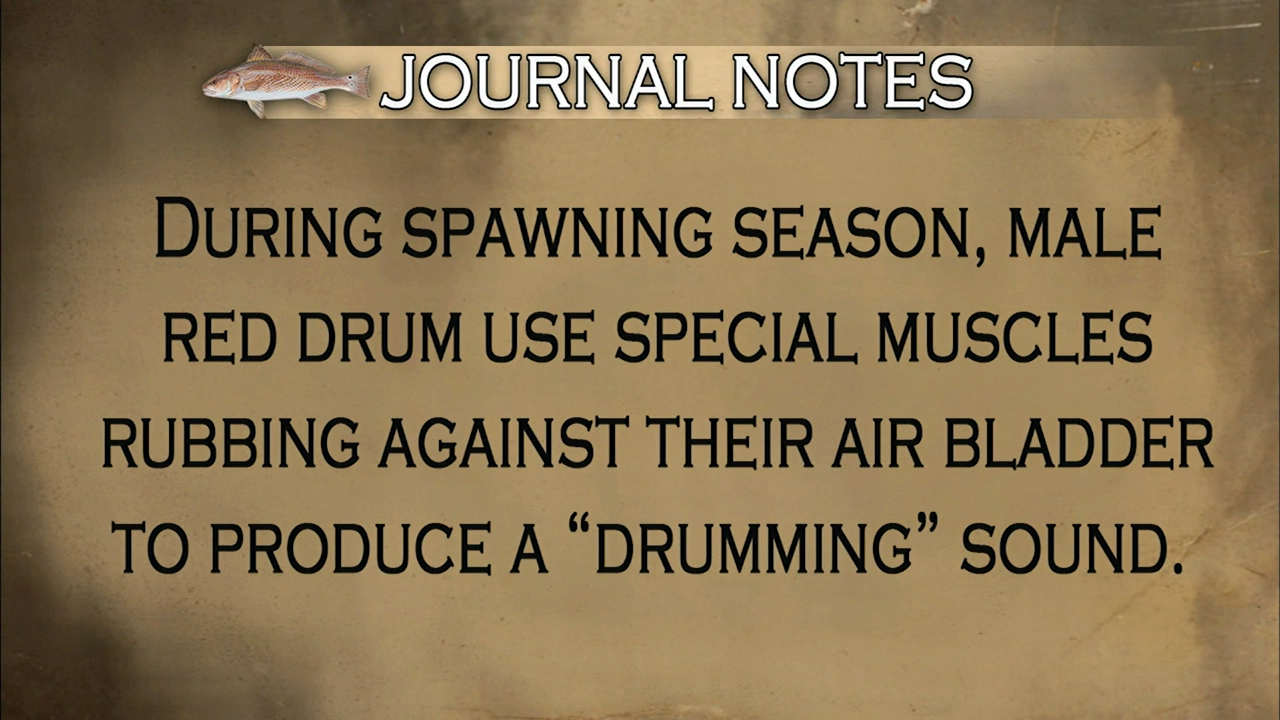 JOURNAL NOTES
DURING SPAWNING SEASON, MALE
RED DRUM USE SPECIAL MUSCLES
RUBBING AGAINST THEIR AIR BLADDER
TO PRODUCE A “DRUMMING” SOUND.